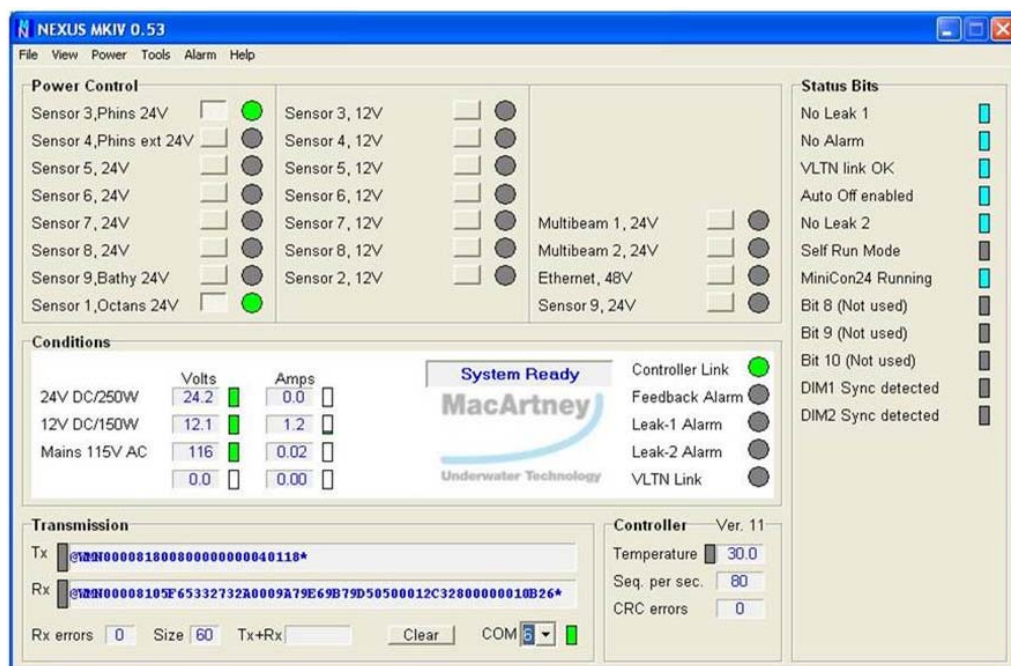 NEXUS MKIV 0.53
File View Power Tools Alarm Help
Power Control
Sensor 3,Phins 24V
Sensor 4,Phins ext 24V
Sensor 5, 24V
Sensor 6, 24V
Sensor 7, 24V
Sensor 8, 24V
Sensor 9,Bathy 24V
Sensor 1,Octans 24V
Sensor 3, 12V
Sensor 4, 12V
Sensor 5, 12V
Sensor 6, 12V
Sensor 7, 12V
Sensor 8, 12V
Sensor 2, 12V
Multibeam 1, 24V
Multibeam 2, 24V
Ethernet, 48V
Sensor 9, 24V
Status Bits
No Leak 1
No Alarm
VLTN link OK
Auto Off enabled
No Leak 2
Self Run Mode
MiniCon24 Running
Bit 8 (Not used)
Bit 9 (Not used)
Bit 10 (Not used)
DIM1 Sync detected
DIM2 Sync detected
Conditions
Volts Amps
24V DC/250W 24.2 0.0
12V DC/150W 12.1 1.2
Mains 115V AC 116 0.02
0.0 0.00
System Ready
MacArtney
Underwater Technology
Controller Link
Feedback Alarm
Leak-1 Alarm
Leak-2 Alarm
VLTN Link
Transmission
Tx @WMN0000818008000000000040118*
Rx @WMN00008105F65332732A0009A79E69B79D50500012C32800000010B26*
Rx errors 0 Size 60 Tx+Rx Clear COM 6
Controller Ver. 11
Temperature 30.0
Seq. per sec. 80
CRC errors 0